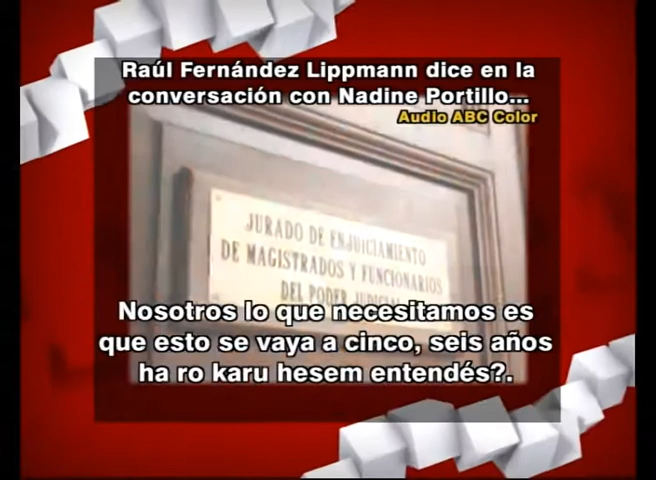 Raúl Fernández Lippmann dice en la
conversación con Nadine Portillo...
Audio ABC Color
JURADO DE ENJUICIAMIENTO
DE MAGISTRADOS Y FUNCIONARIOS
DEL PODER JUDICIAL
Nosotros lo que necesitamos es
que esto se vaya a cinco, seis años
ha ro karu hesem entendés?.